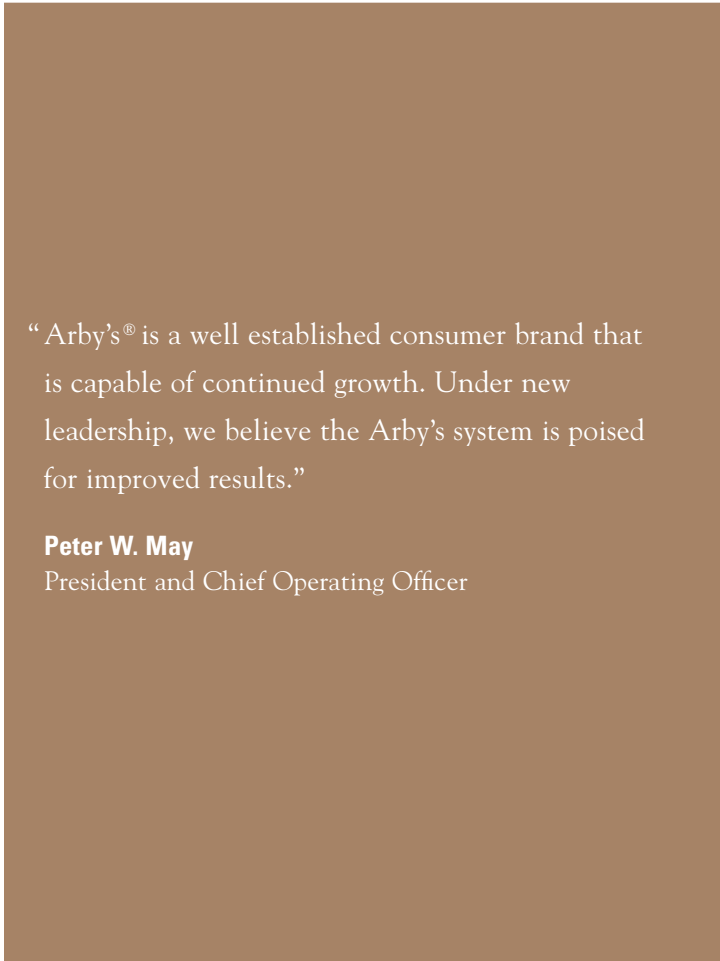 “Arby’s® is a well established consumer brand that
is capable of continued growth. Under new
leadership, we believe the Arby’s system is poised
for improved results.”
Peter W. May
President and Chief Operating Officer